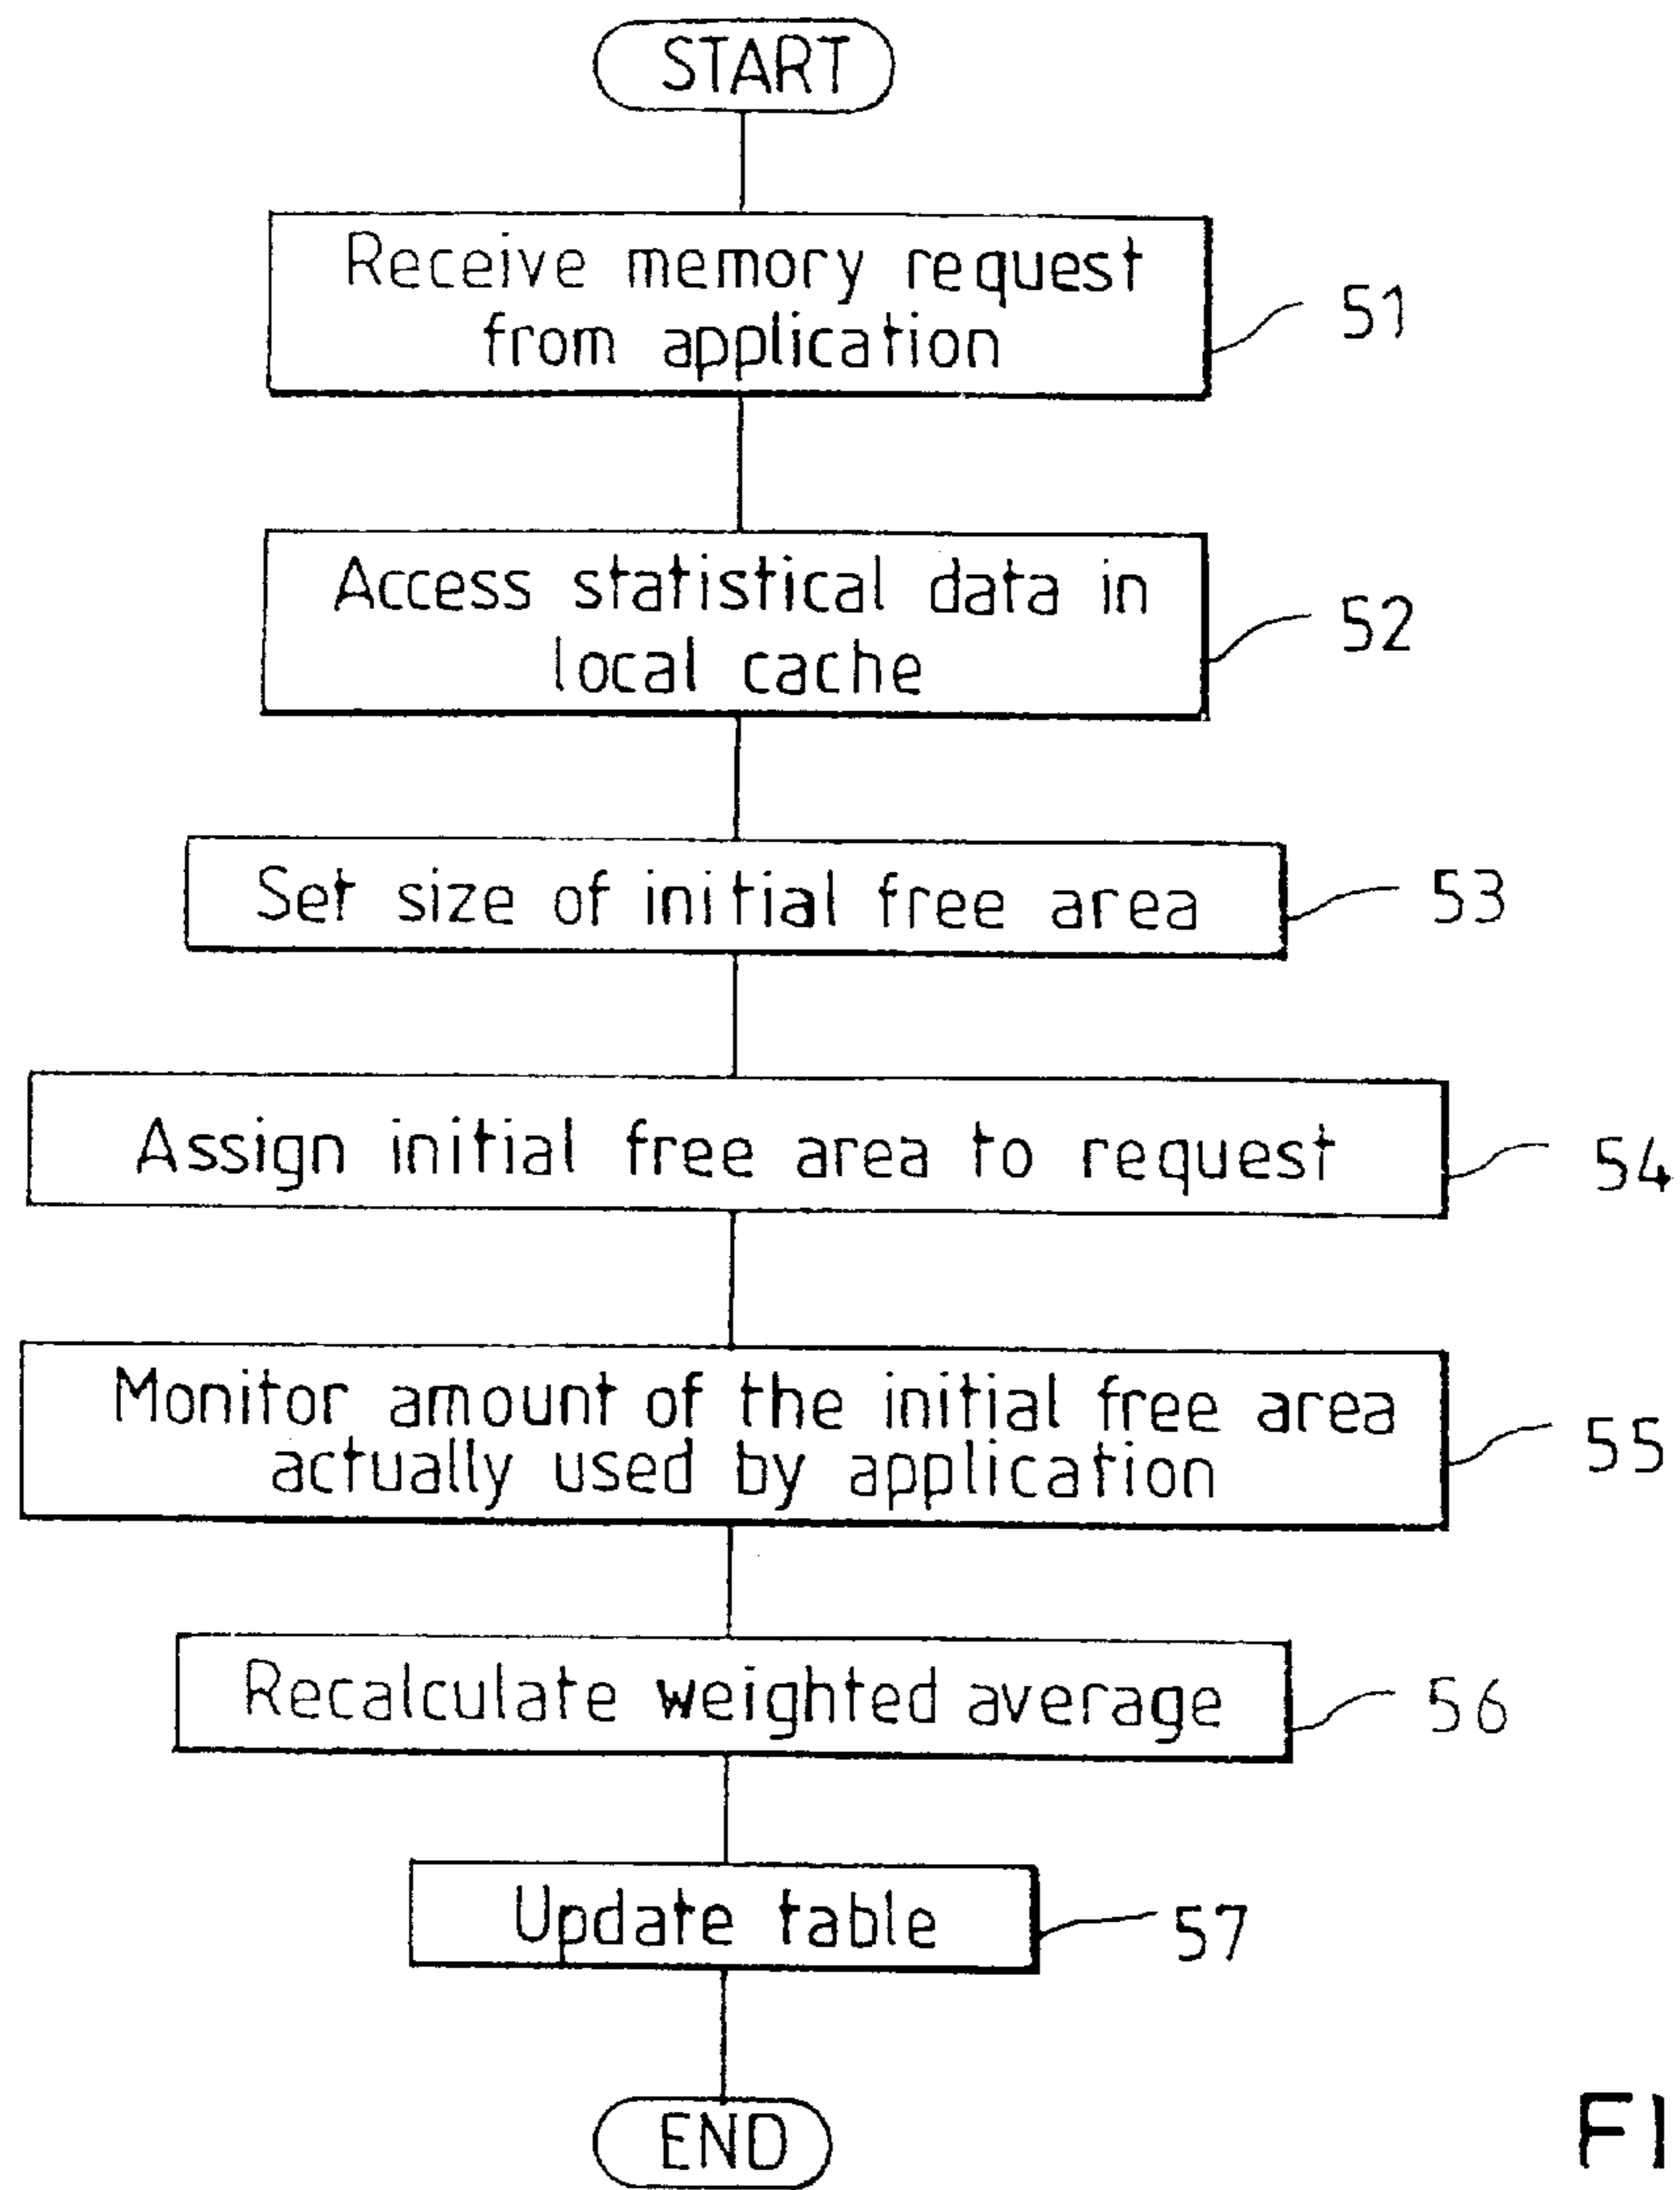 START
Receive memory request
from application
51
Access statistical data in
local cache
52
Set size of initial free area
53
Assign initial free area to request
54
Monitor amount of the initial free area
actually used by application
55
Recalculate weighted average
56
Update table
57
END
FI